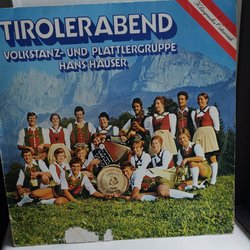 TIROLERABEND
VOLKSTANZ- UND PLATTLERGRUPPE
HANS HAUSER